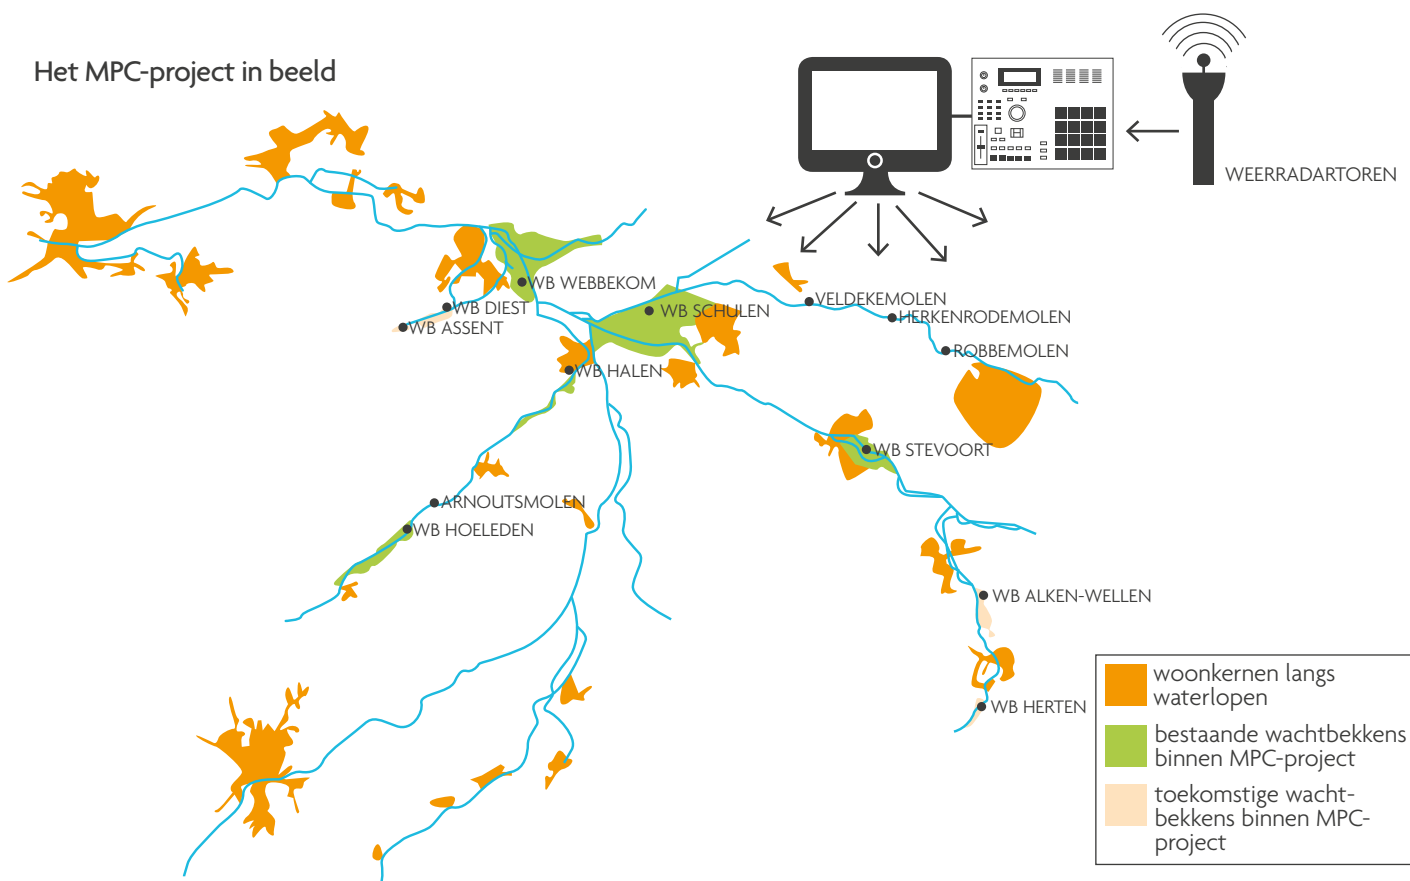 Het MPC-project in beeld
WEERRADARTOREN
WB WEBBEKOM
WB DIEST
WB ASSENT
WB SCHULEN
VELDEKEMOLEN
HERKENRODEMOLEN
ROBBEMOLEN
WB HALEN
WB STEVOORT
ARNOUTSMOLEN
WB HOELEDEN
WB ALKEN-WELLEN
WB HERTEN
woonkernen langs
waterlopen
bestaande wachtbekkens
binnen MPC-project
toekomstige wacht-
bekkens binnen MPC-
project